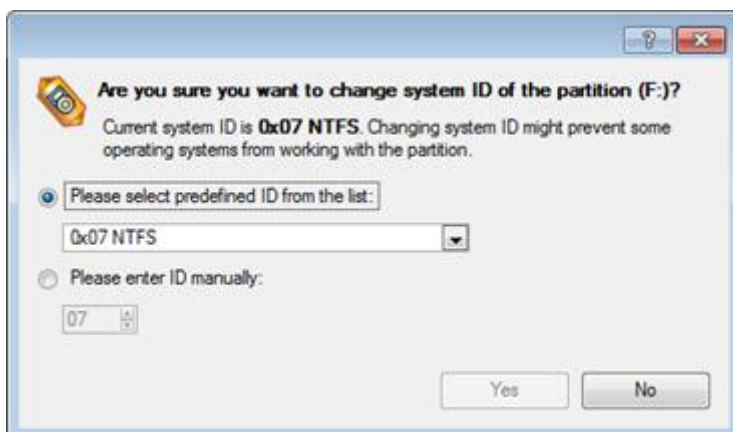 Are you sure you want to change system ID of the partition (F:)?
Current system ID is 0x07 NTFS. Changing system ID might prevent some
operating systems from working with the partition.
Please select predefined ID from the list:
0x07 NTFS
Please enter ID manually:
07
Yes No